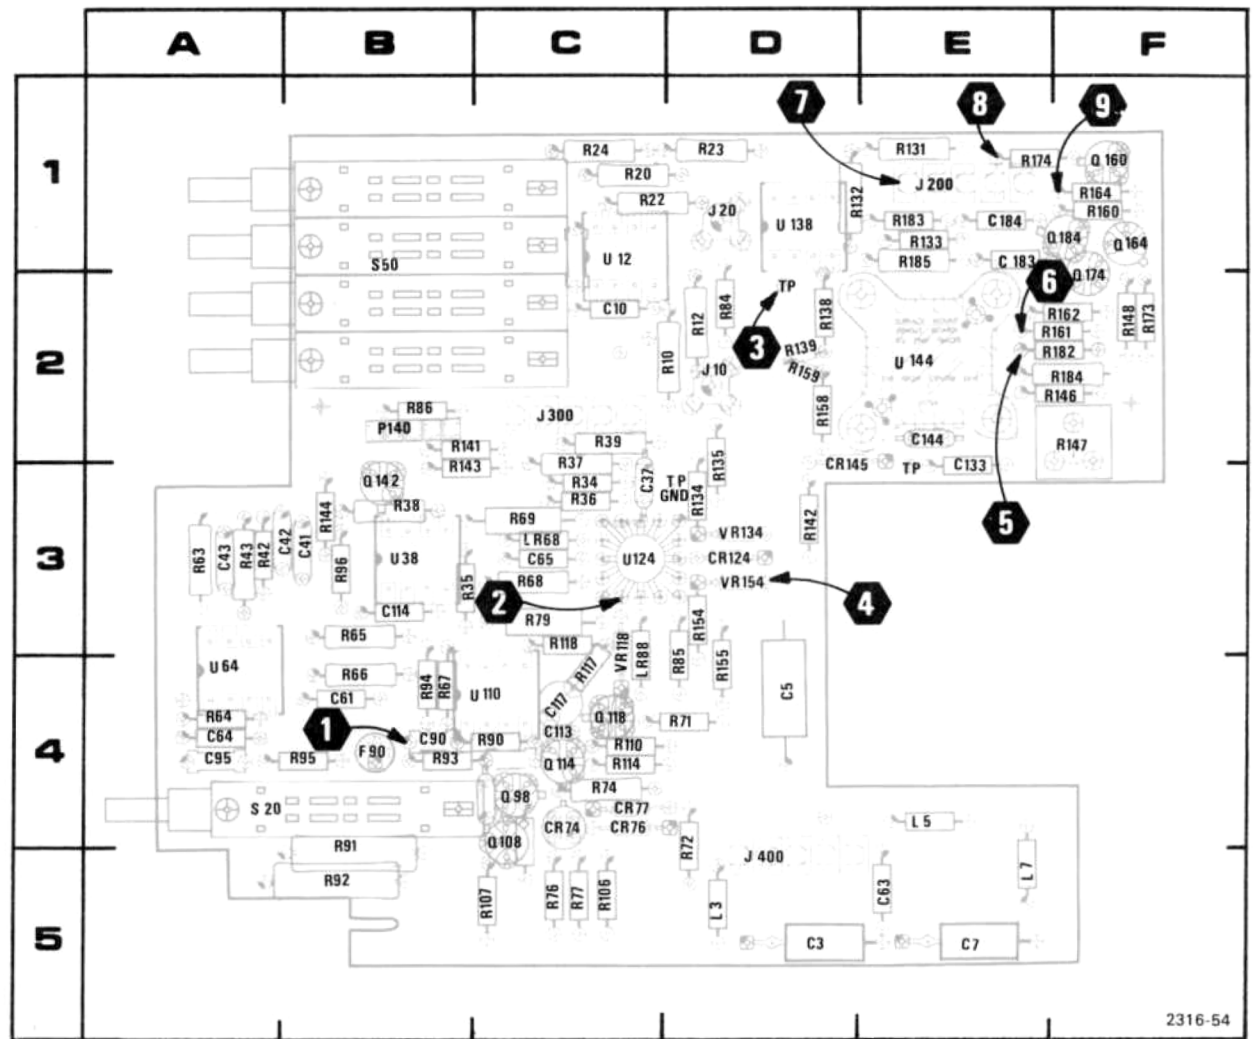 A B C D E F
1
2
3
4
5
7 8 9
R24 R23 R131 R174 Q160
R20 J200 R164
R22 J20 R132 R160
U138 R183 C184 Q184 Q164
R133
S50 U12 R185 C183 Q174
6
TP
C10 R12 R84 R138 R162 R148 R173
R161
3 R139 R182
R10 J10 R159 U144 R184
R86 R158 R146
J300
P140 R39 C144 R147
R141 R135
R143 R37 CR145 TP C133
Q142 R34 C37 TP GND R134
R144 R38 R36 R142 5
R69 VR134
R63 C43 R43 R42 C42 C41 R96 U38 LR68 U124 CR124
C65
R35 R68 VR154
C114 2 4
R79 R154
R65 R118 VR118 LR88 R85 R155
U64 R66 R94 R67 U110 R117 C5
C61 C117 Q118
R64 1 R71
C64 C90 R90 C113 R110
C95 R95 F90 R93 Q114 R114
R74
S20 Q98 CR77
CR74 CR76 L5
R91 Q108 R72 J400
R92 R107 R76 R77 R106 L3 C63 L7
C3 C7
2316-54